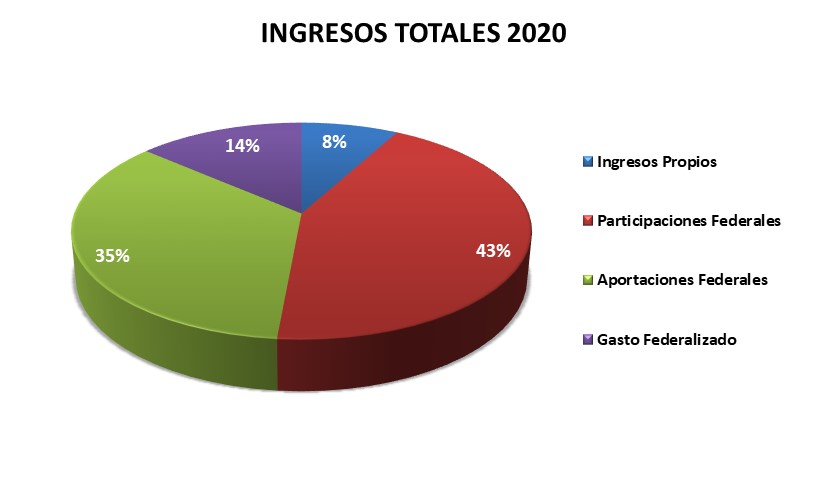 INGRESOS TOTALES 2020
14%
8%
35%
43%
Ingresos Propios
Participaciones Federales
Aportaciones Federales
Gasto Federalizado